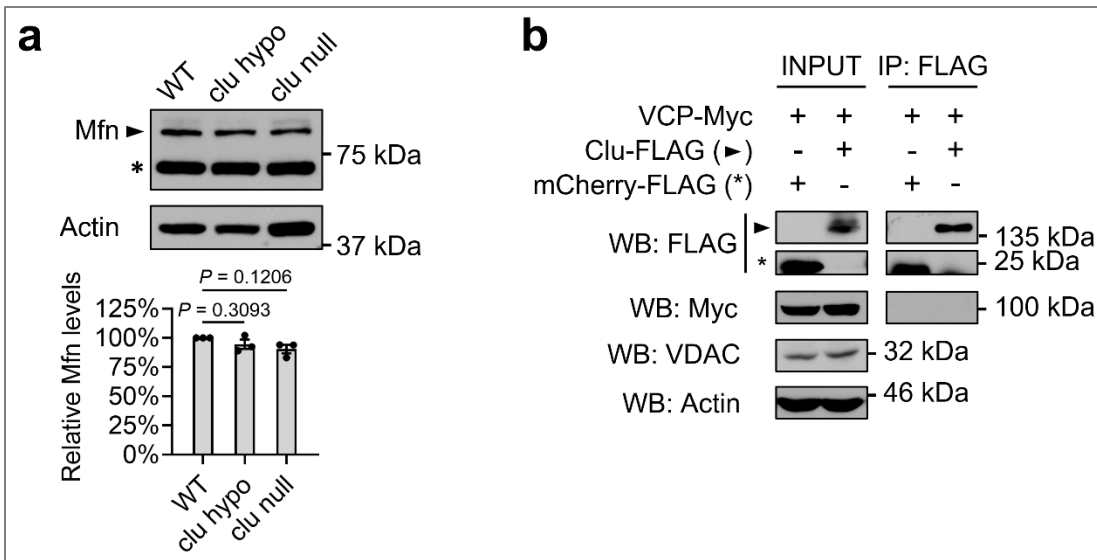 a
WT
clu hypo
clu null
Mfn ►
75 kDa
*
Actin
37 kDa
P = 0.1206
P = 0.3093
Relative Mfn levels
125%
100%
75%
50%
25%
0%
WT
clu hypo
clu null
b
INPUT IP: FLAG
VCP-Myc + + + +
Clu-FLAG (►) - + - +
mCherry-FLAG (*) + - + -
WB: FLAG ► 135 kDa
* 25 kDa
WB: Myc 100 kDa
WB: VDAC 32 kDa
WB: Actin 46 kDa